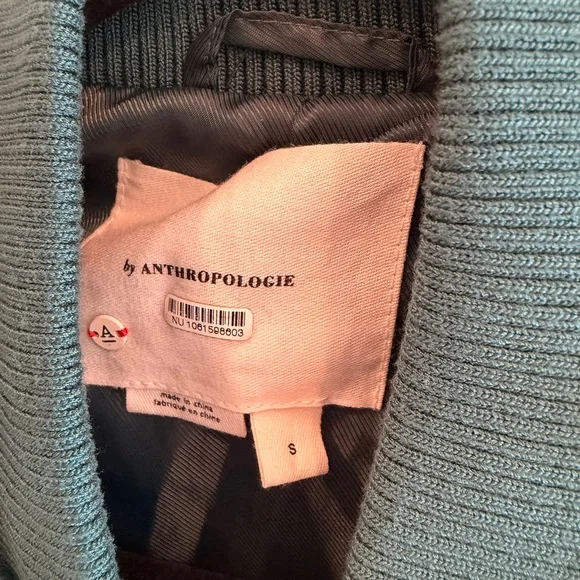 by ANTHROPOLOGIE
NU 1061598603
A
made in china
fabriqué en chine
S